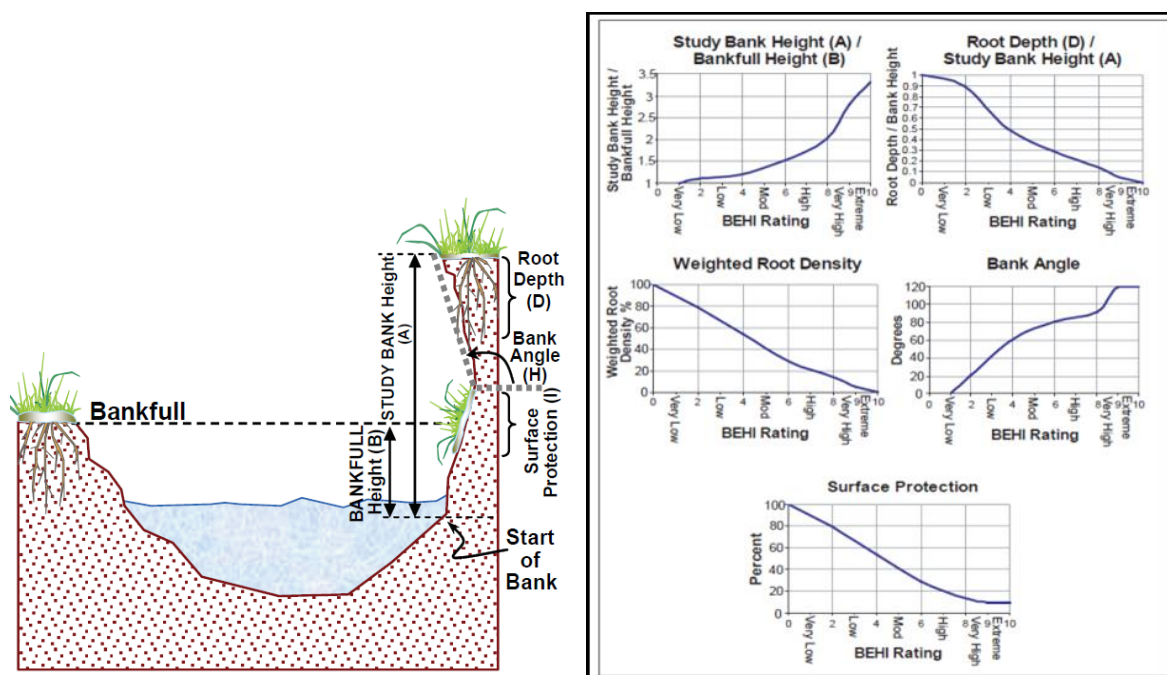 Root
Depth
(D)
Bank
Angle
(H)
STUDY BANK Height
(A)
Surface
Protection (I)
Bankfull
BANKFULL
Height (B)
Start
of
Bank
Study Bank Height (A) /
Bankfull Height (B)
Study Bank Height /
Bankfull Height
3.5
3
2.5
2
1.5
1
0 2 4 6 8 9 10
Very Low
Low
Mod
High
Very High
Extreme
BEHI Rating
Root Depth (D) /
Study Bank Height (A)
Root Depth / Bank Height
1
0.9
0.8
0.7
0.6
0.5
0.4
0.3
0.2
0.1
0
0 2 4 6 8 9 10
Very Low
Low
Mod
High
Very High
Extreme
BEHI Rating
Weighted Root Density
Weighted Root
Density %
100
80
60
40
20
0
0 2 4 6 8 9 10
Very Low
Low
Mod
High
Very High
Extreme
BEHI Rating
Bank Angle
Degrees
120
100
80
60
40
20
0
0 2 4 6 8 9 10
Very Low
Low
Mod
High
Very High
Extreme
BEHI Rating
Surface Protection
Percent
100
80
60
40
20
0
0 2 4 6 8 9 10
Very Low
Low
Mod
High
Very High
Extreme
BEHI Rating